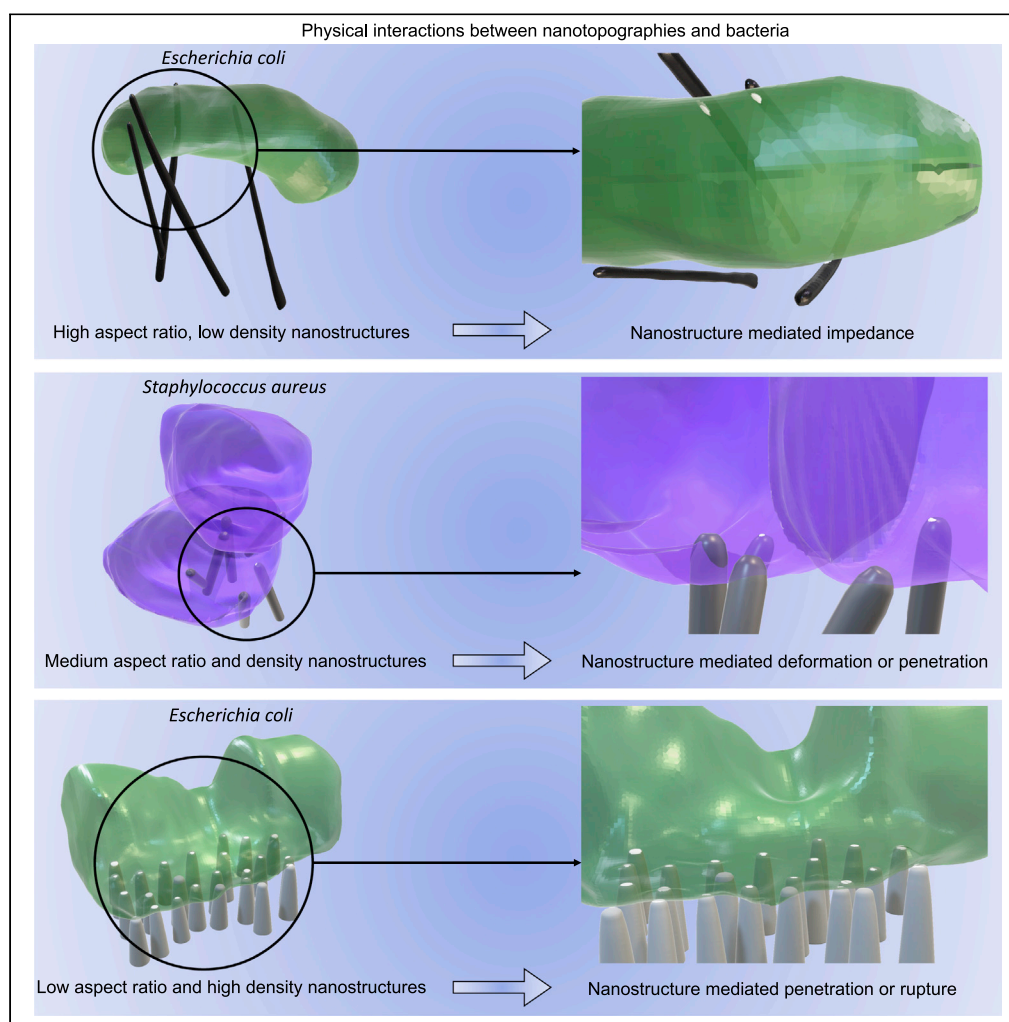 Physical interactions between nanotopographies and bacteria
Escherichia coli
High aspect ratio, low density nanostructures
Nanostructure mediated impedance
Staphylococcus aureus
Medium aspect ratio and density nanostructures
Nanostructure mediated deformation or penetration
Escherichia coli
Low aspect ratio and high density nanostructures
Nanostructure mediated penetration or rupture